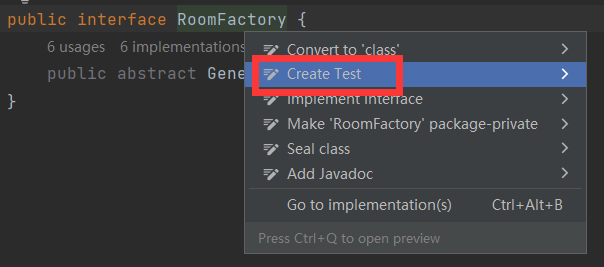 public interface RoomFactory {
6 usages 6 implementations
public abstract Gene
}
Convert to 'class'
Create Test
Implement interface
Make 'RoomFactory' package-private
Seal class
Add Javadoc
Go to implementation(s) Ctrl+Alt+B
Press Ctrl+Q to open preview